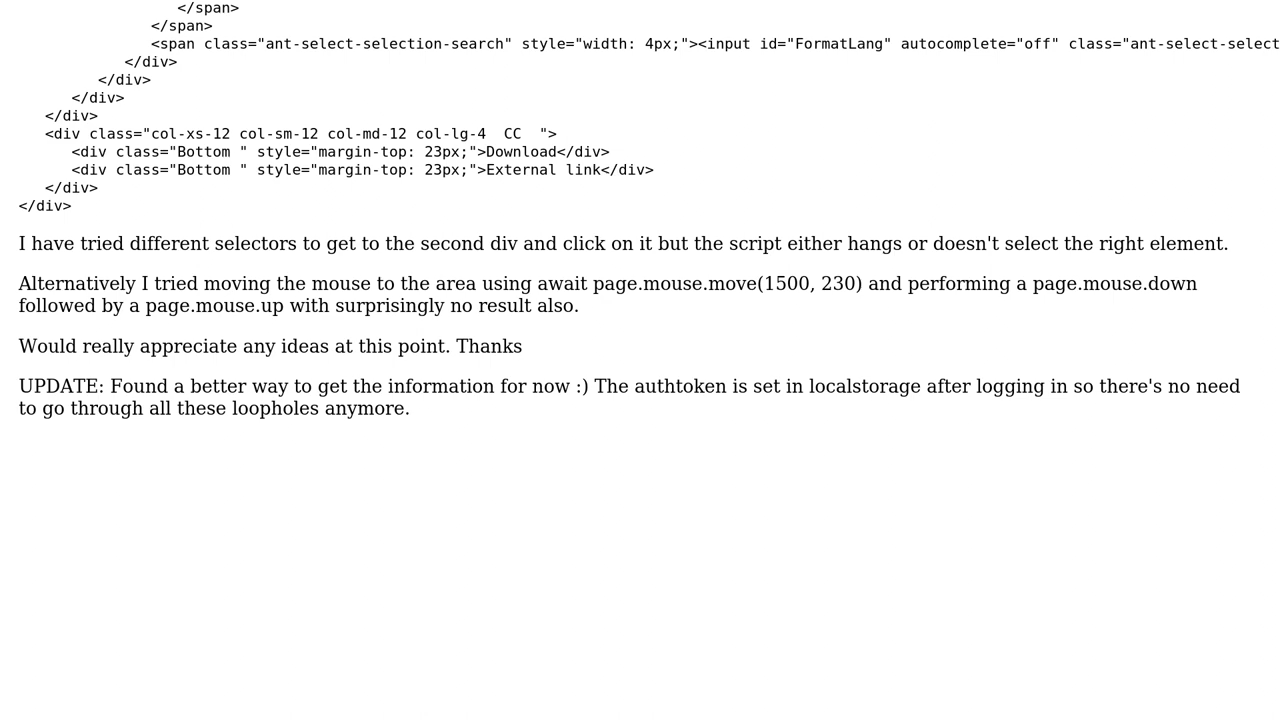 </span>
</span>
<span class="ant-select-selection-search" style="width: 4px;"><input id="FormatLang" autocomplete="off" class="ant-select-select
</div>
</div>
</div>
</div>
<div class="col-xs-12 col-sm-12 col-md-12 col-lg-4  CC  ">
<div class="Bottom " style="margin-top: 23px;">Download</div>
<div class="Bottom " style="margin-top: 23px;">External link</div>
</div>
</div>
I have tried different selectors to get to the second div and click on it but the script either hangs or doesn't select the right element.
Alternatively I tried moving the mouse to the area using await page.mouse.move(1500, 230) and performing a page.mouse.down
followed by a page.mouse.up with surprisingly no result also.
Would really appreciate any ideas at this point. Thanks
UPDATE: Found a better way to get the information for now :) The authtoken is set in localstorage after logging in so there's no need
to go through all these loopholes anymore.